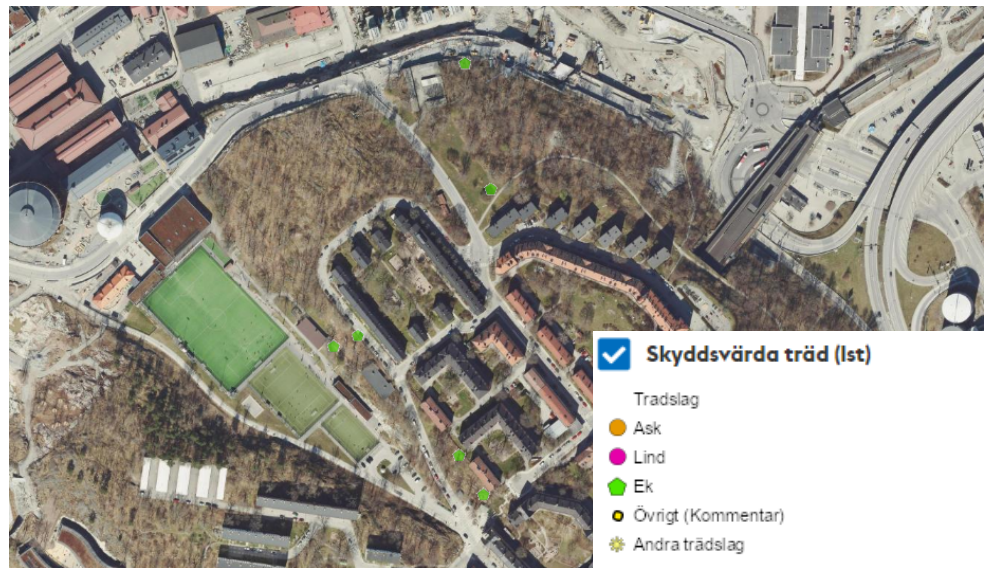 Skyddsvärda träd (lst)
Tradslag
Ask
Lind
Ek
Övrigt (Kommentar)
Andra trädslag